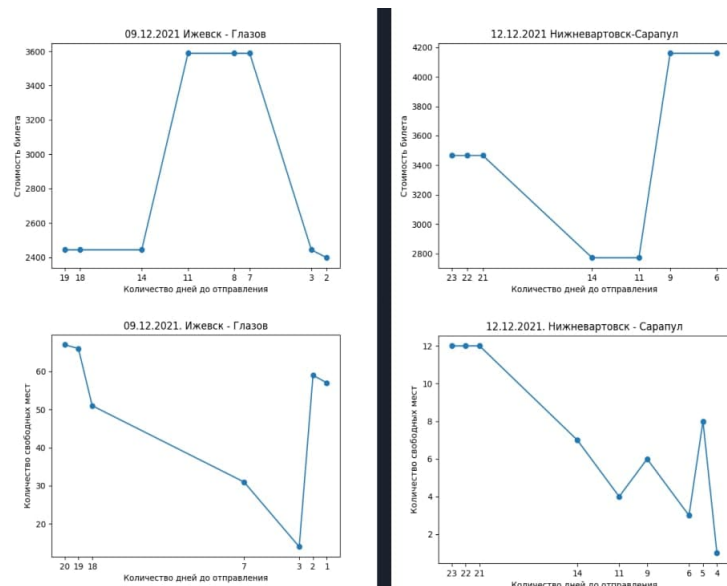 09.12.2021 Ижевск - Глазов
Стоимость билета
3600
3400
3200
3000
2800
2600
2400
19 18 14 11 8 7 3 2
Количество дней до отправления
12.12.2021 Нижневартовск-Сарапул
Стоимость билета
4200
4000
3800
3600
3400
3200
3000
2800
23 22 21 14 11 9 6
Количество дней до отправления
09.12.2021. Ижевск - Глазов
Количество свободных мест
60
50
40
30
20
20 19 18 7 3 2 1
Количество дней до отправления
12.12.2021. Нижневартовск - Сарапул
Количество свободных мест
12
10
8
6
4
2
23 22 21 14 11 9 6 5 4
Количество дней до отправления